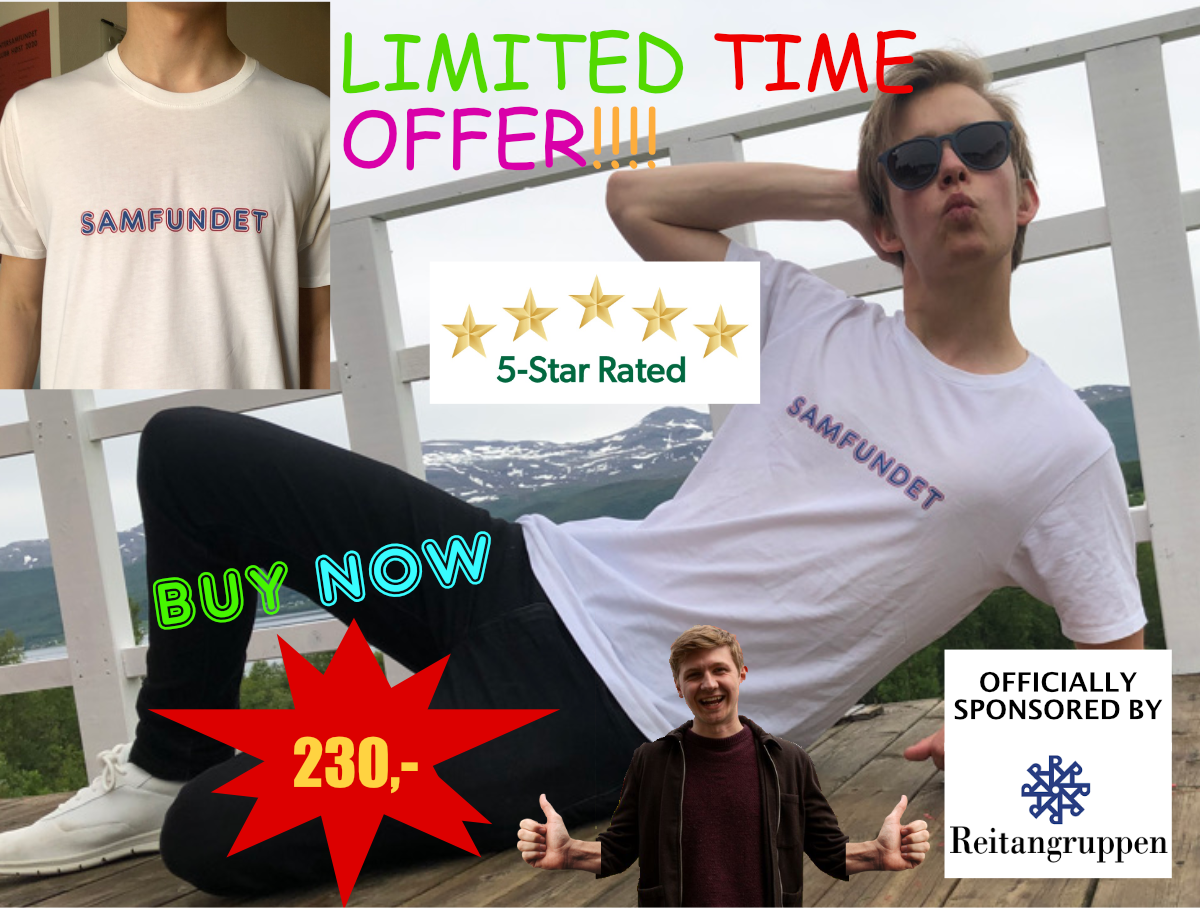 LIMITED TIME
OFFER!!!!
SAMFUNDET
5-Star Rated
SAMFUNDET
BUY NOW
230,-
OFFICIALLY
SPONSORED BY
Reitangruppen